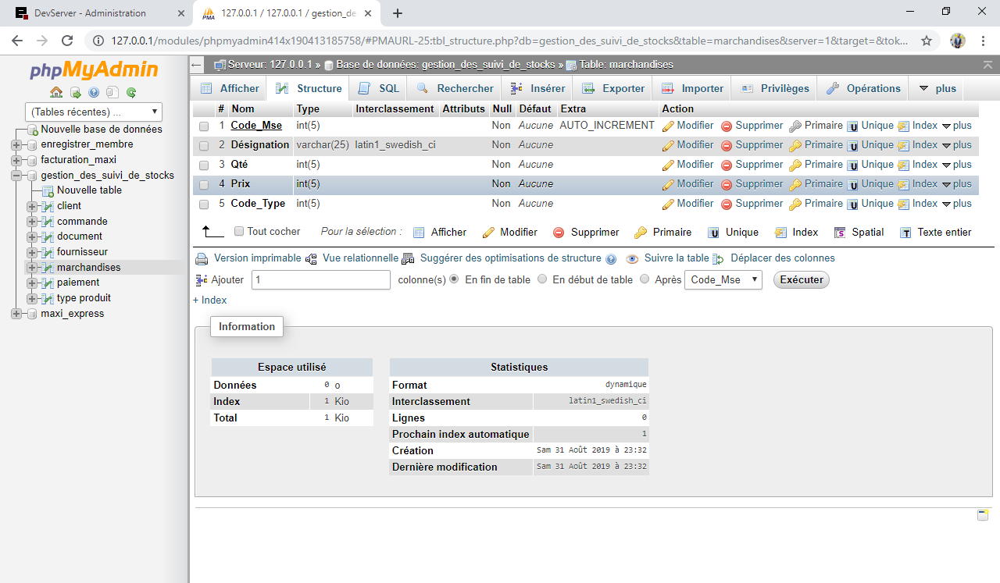 DevServer - Administration
127.0.0.1 / 127.0.0.1 / gestion_de
127.0.0.1/modules/phpmyadmin414x190413185758/#PMAURL-25:tbl_structure.php?db=gestion_des_suivi_de_stocks&table=marchandises&server=1&target=&tok...
phpMyAdmin
(Tables récentes) ...
Nouvelle base de données
enregistrer_membre
facturation_maxi
gestion_des_suivi_de_stocks
Nouvelle table
client
commande
document
fournisseur
marchandises
paiement
type produit
maxi_express
Serveur: 127.0.0.1 » Base de données: gestion_des_suivi_de_stocks » Table: marchandises
Afficher Structure SQL Rechercher Insérer Exporter Importer Privilèges Opérations plus
# Nom Type Interclassement Attributs Null Défaut Extra Action
1 Code_Mse int(5) Non Aucune AUTO_INCREMENT Modifier Supprimer Primaire Unique Index plus
2 Désignation varchar(25) latin1_swedish_ci Non Aucune Modifier Supprimer Primaire Unique Index plus
3 Qté int(5) Non Aucune Modifier Supprimer Primaire Unique Index plus
4 Prix int(5) Non Aucune Modifier Supprimer Primaire Unique Index plus
5 Code_Type int(5) Non Aucune Modifier Supprimer Primaire Unique Index plus
Tout cocher Pour la sélection : Afficher Modifier Supprimer Primaire Unique Index Spatial Texte entier
Version imprimable Vue relationnelle Suggérer des optimisations de structure Suivre la table Déplacer des colonnes
Ajouter 1 colonne(s) En fin de table En début de table Après Code_Mse Exécuter
+ Index
Information
Espace utilisé
Données 0 o
Index 1 Kio
Total 1 Kio
Statistiques
Format dynamique
Interclassement latin1_swedish_ci
Lignes 0
Prochain index automatique 1
Création Sam 31 Août 2019 à 23:32
Dernière modification Sam 31 Août 2019 à 23:32